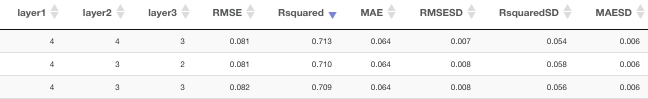 layer1 layer2 layer3 RMSE Rsquared MAE RMSESD RsquaredSD MAESD
4 4 3 0.081 0.713 0.064 0.007 0.054 0.006
4 3 2 0.081 0.710 0.064 0.008 0.058 0.006
4 3 3 0.082 0.709 0.064 0.008 0.056 0.006